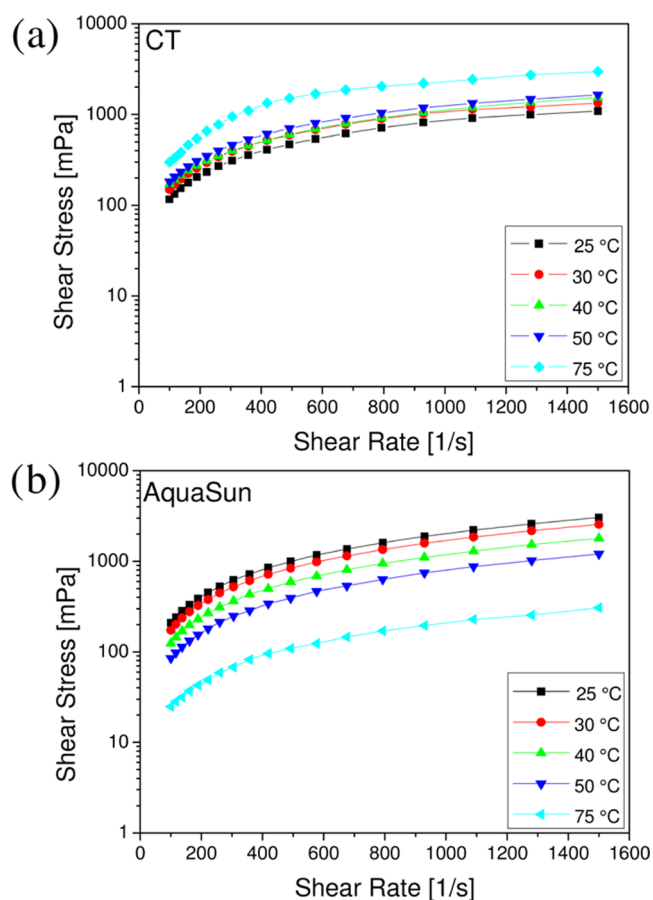 (a)
CT
10000
1000
100
10
1
Shear Stress [mPa]
25 °C
30 °C
40 °C
50 °C
75 °C
0 200 400 600 800 1000 1200 1400 1600
Shear Rate [1/s]
(b)
AquaSun
10000
1000
100
10
1
Shear Stress [mPa]
25 °C
30 °C
40 °C
50 °C
75 °C
0 200 400 600 800 1000 1200 1400 1600
Shear Rate [1/s]